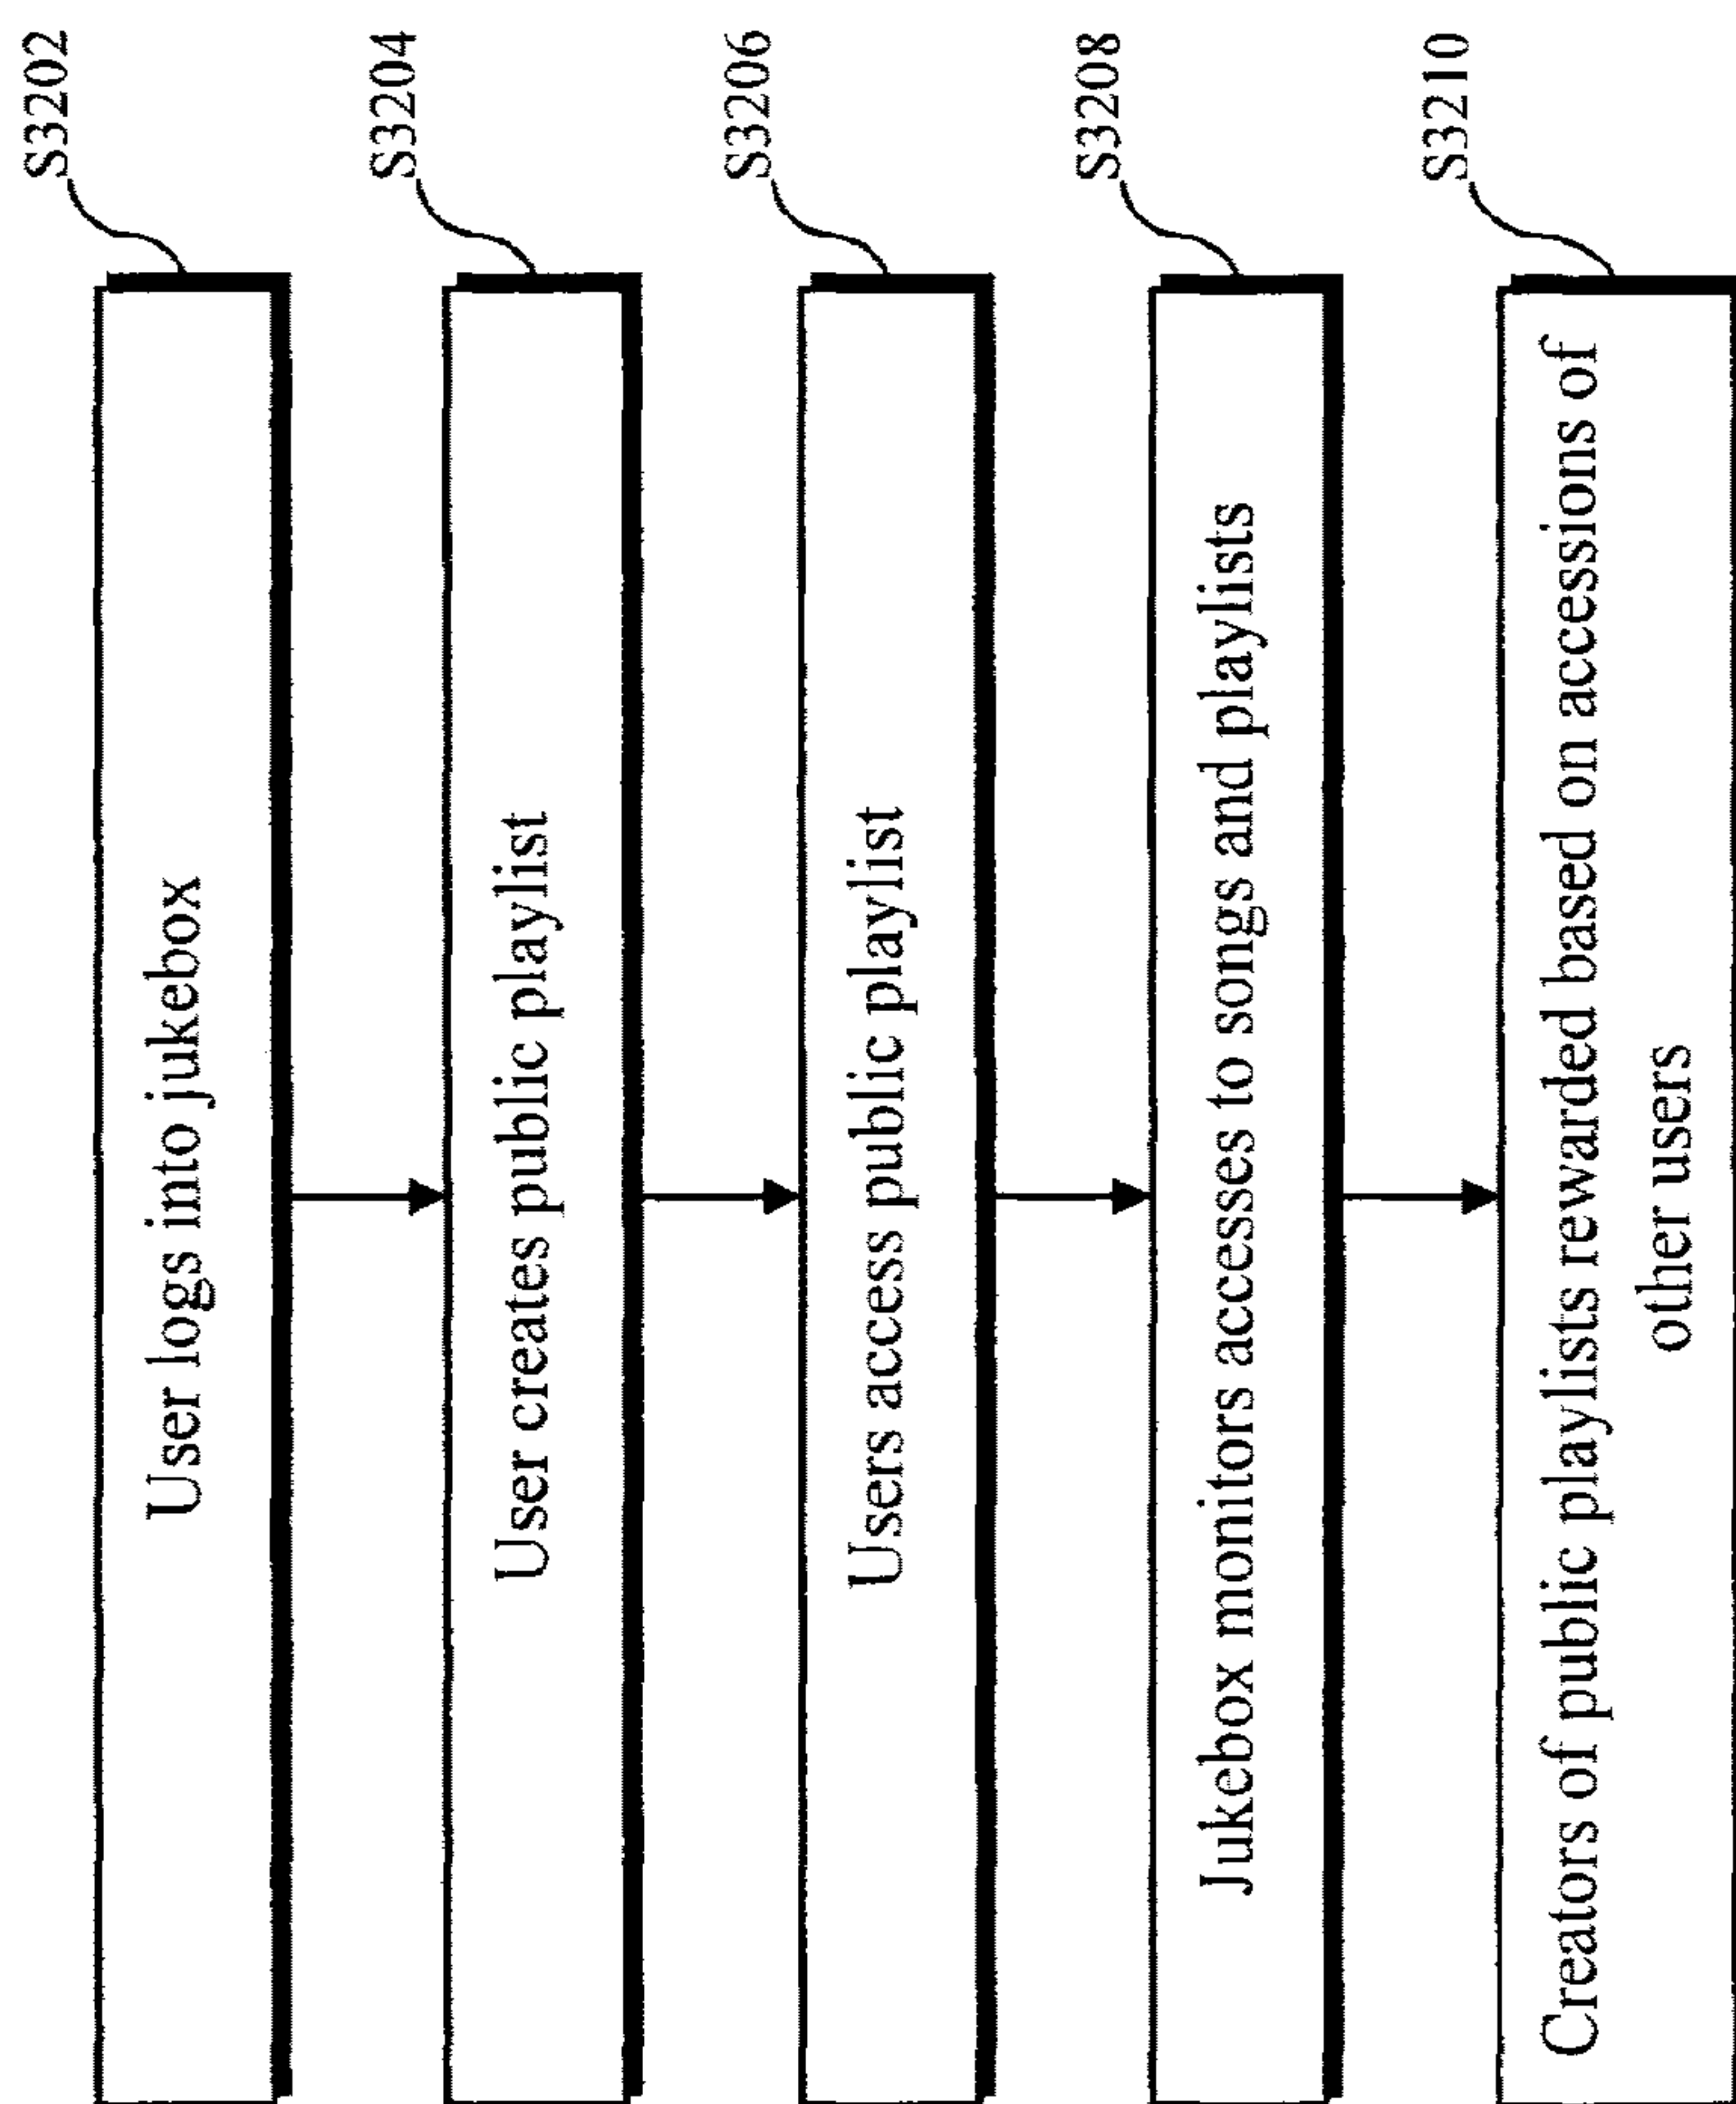 User logs into jukebox
S3202
User creates public playlist
S3204
Users access public playlist
S3206
Jukebox monitors accesses to songs and playlists
S3208
Creators of public playlists rewarded based on accessions of
other users
S3210